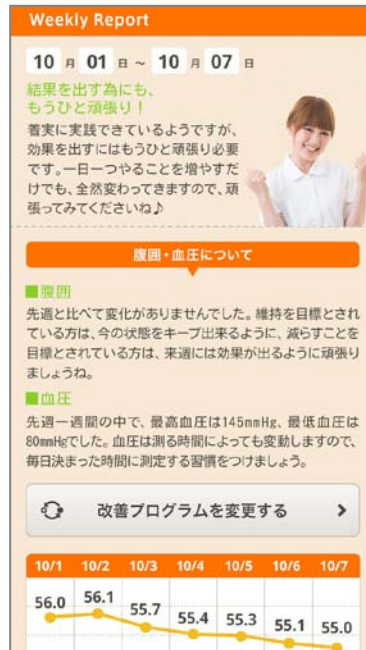 Weekly Report
10 月 01 日 ~ 10 月 07 日
結果を出す為にも、
もうひと頑張り！
着実に実践できているようですが、
効果を出すにはもうひと頑張り必要
です。一日一つやることを増やすだ
けでも、全然変わってきますので、頑
張ってみてくださいね♪
腹囲・血圧について
■腹囲
先週と比べて変化がありませんでした。維持を目標とされ
ている方は、今の状態をキープ出来るように、減らすことを
目標とされている方は、来週には効果が出るように頑張り
ましょうね。
■血圧
先週一週間の中で、最高血圧は145mmHg、最低血圧は
80mmHgでした。血圧は測る時間によっても変動しますので、
毎日決まった時間に測定する習慣をつけましょう。
改善プログラムを変更する
10/1 10/2 10/3 10/4 10/5 10/6 10/7
56.0 56.1 55.7 55.4 55.3 55.1 55.0